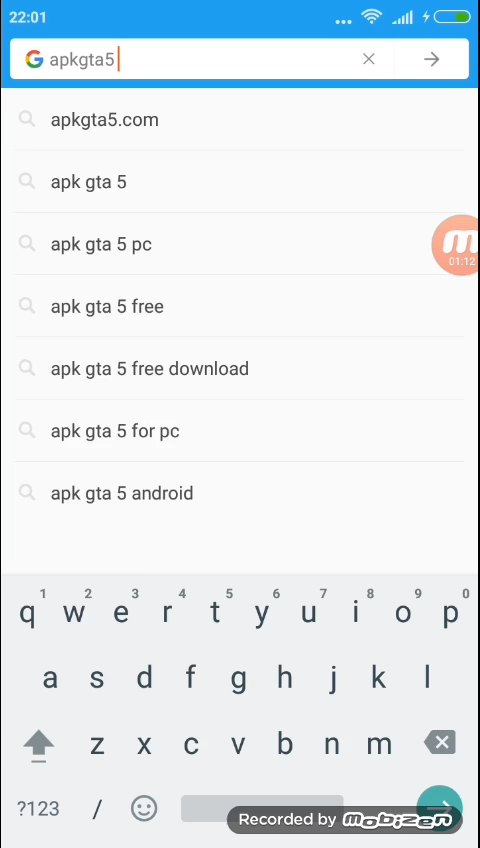 22:01
apkgta5
apkgta5.com
apk gta 5
apk gta 5 pc
01:12
apk gta 5 free
apk gta 5 free download
apk gta 5 for pc
apk gta 5 android
1 2 3 4 5 6 7 8 9 0
q w e r t y u i o p
a s d f g h j k l
z x c v b n m
?123 /
Recorded by mobizen